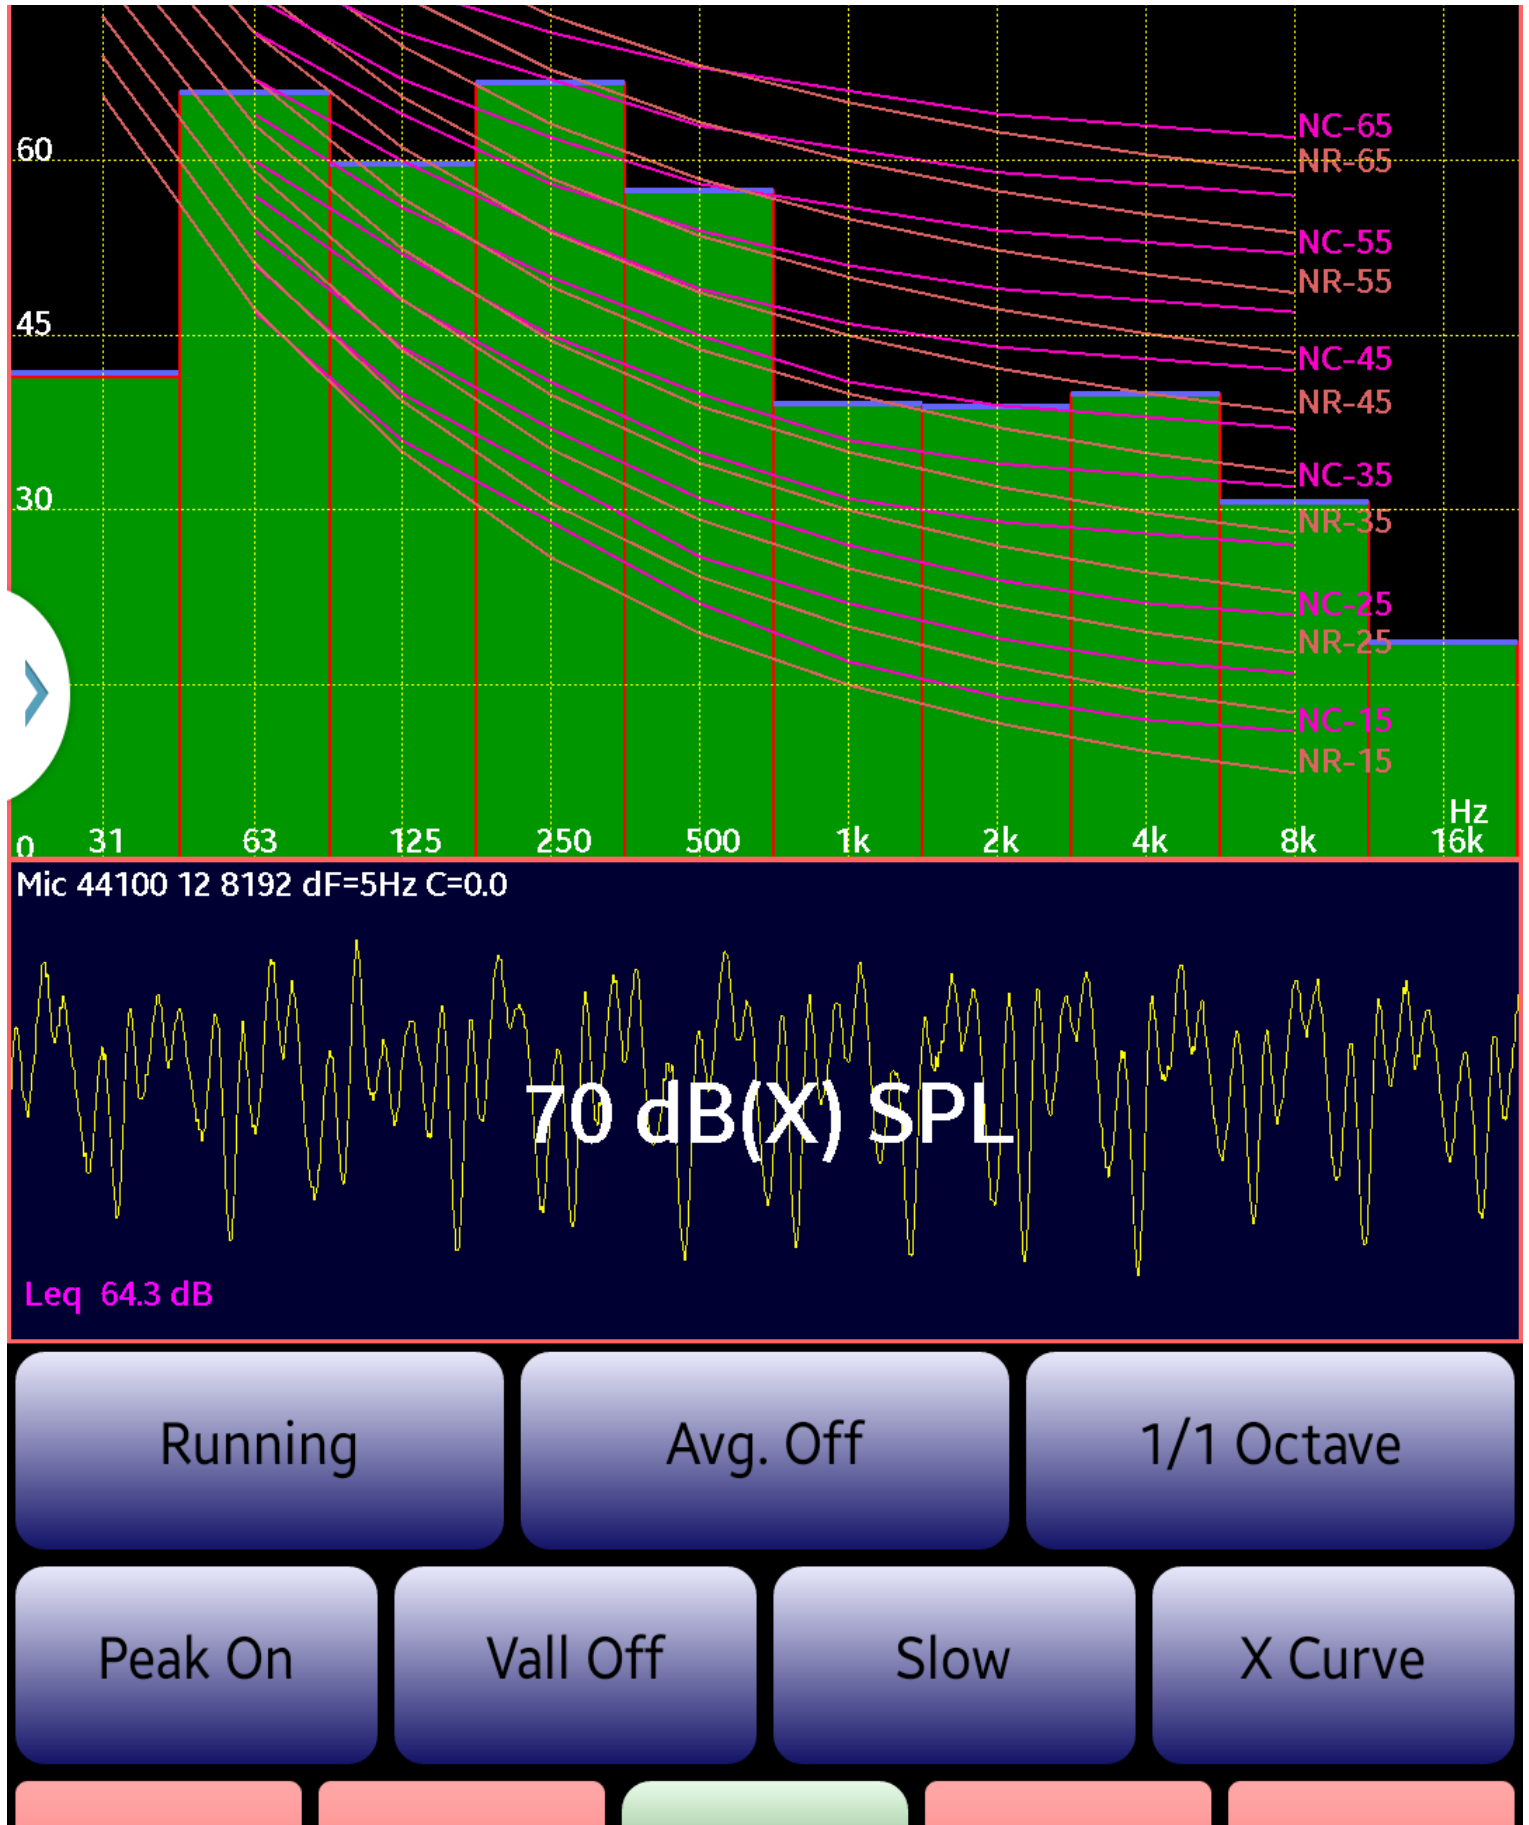 NC-65
60
NR-65
NC-55
NR-55
45
NC-45
NR-45
NC-35
30
NR-35
NC-25
NR-25
NC-15
NR-15
Hz
0 31 63 125 250 500 1k 2k 4k 8k 16k
Mic 44100 12 8192 dF=5Hz C=0.0
70 dB(X) SPL
Leq 64.3 dB
Running Avg. Off 1/1 Octave
Peak On Vall Off Slow X Curve